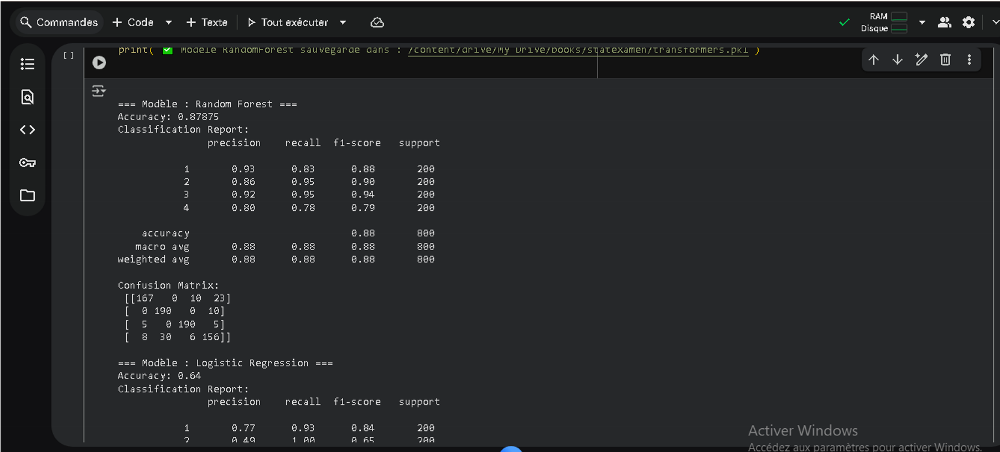 Commandes + Code + Texte Tout exécuter RAM
Disque
[ ] print( ✅ Modèle RandomForest sauvegardé dans : /content/drive/My Drive/books/statexamen/transformers.pkl )
=== Modèle : Random Forest ===
Accuracy: 0.87875
Classification Report:
precision recall f1-score support
1 0.93 0.83 0.88 200
2 0.86 0.95 0.90 200
3 0.92 0.95 0.94 200
4 0.80 0.78 0.79 200
accuracy 0.88 800
macro avg 0.88 0.88 0.88 800
weighted avg 0.88 0.88 0.88 800
Confusion Matrix:
[[167 0 10 23]
[ 0 190 0 10]
[ 5 0 190 5]
[ 8 30 6 156]]
=== Modèle : Logistic Regression ===
Accuracy: 0.64
Classification Report:
precision recall f1-score support
1 0.77 0.93 0.84 200
2 0.49 1.00 0.65 200
Activer Windows
Accédez aux paramètres pour activer Windows.